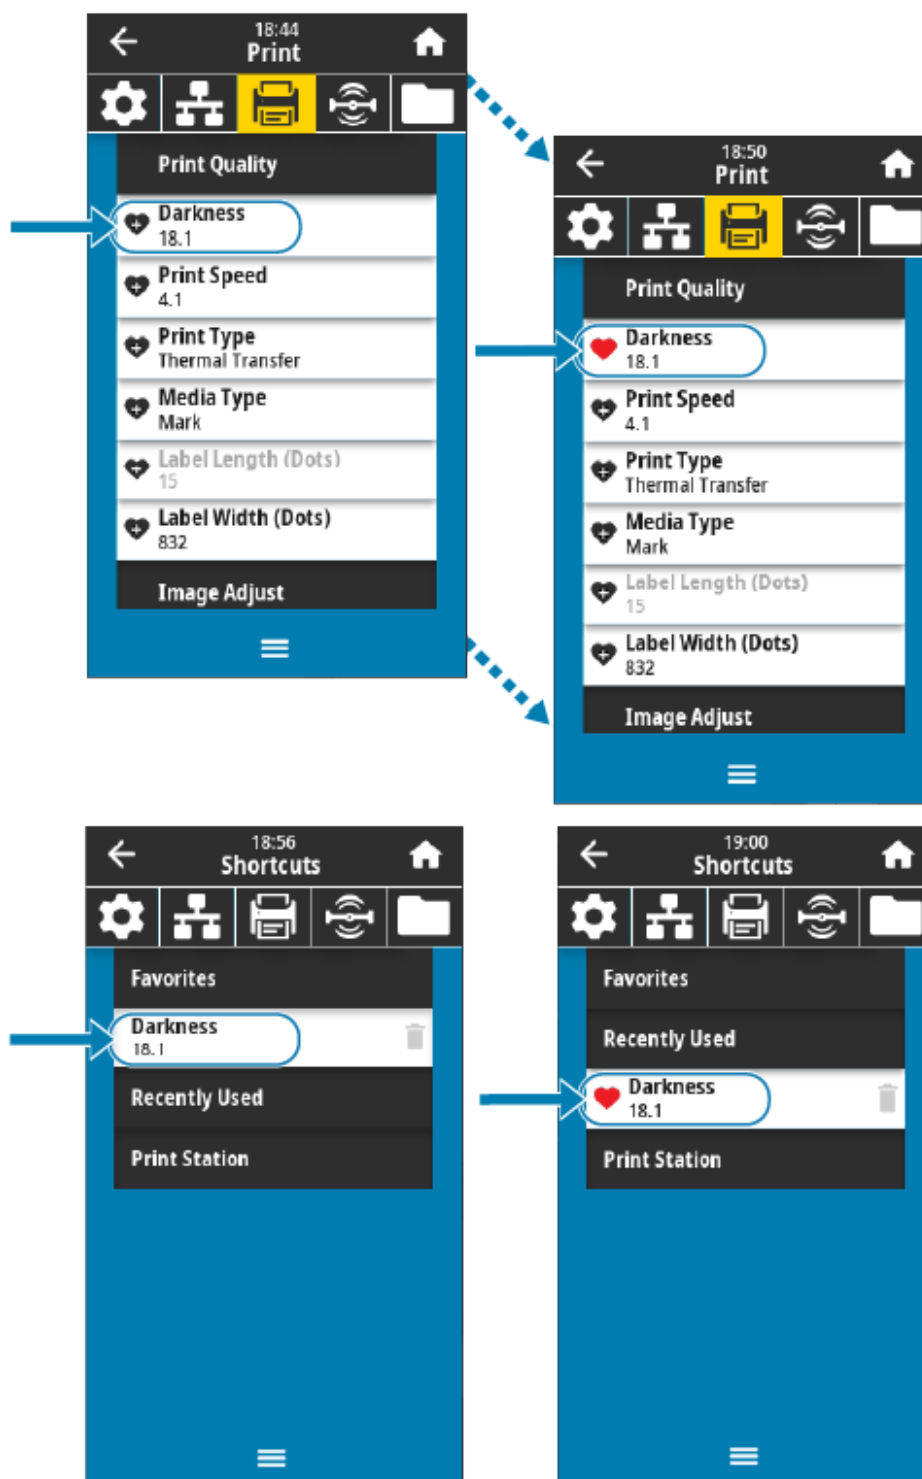 18:44
Print
Print Quality
Darkness
18.1
Print Speed
4.1
Print Type
Thermal Transfer
Media Type
Mark
Label Length (Dots)
15
Label Width (Dots)
832
Image Adjust
18:50
Print
Print Quality
Darkness
18.1
Print Speed
4.1
Print Type
Thermal Transfer
Media Type
Mark
Label Length (Dots)
15
Label Width (Dots)
832
Image Adjust
18:56
Shortcuts
Favorites
Darkness
18.1
Recently Used
Print Station
19:00
Shortcuts
Favorites
Recently Used
Darkness
18.1
Print Station